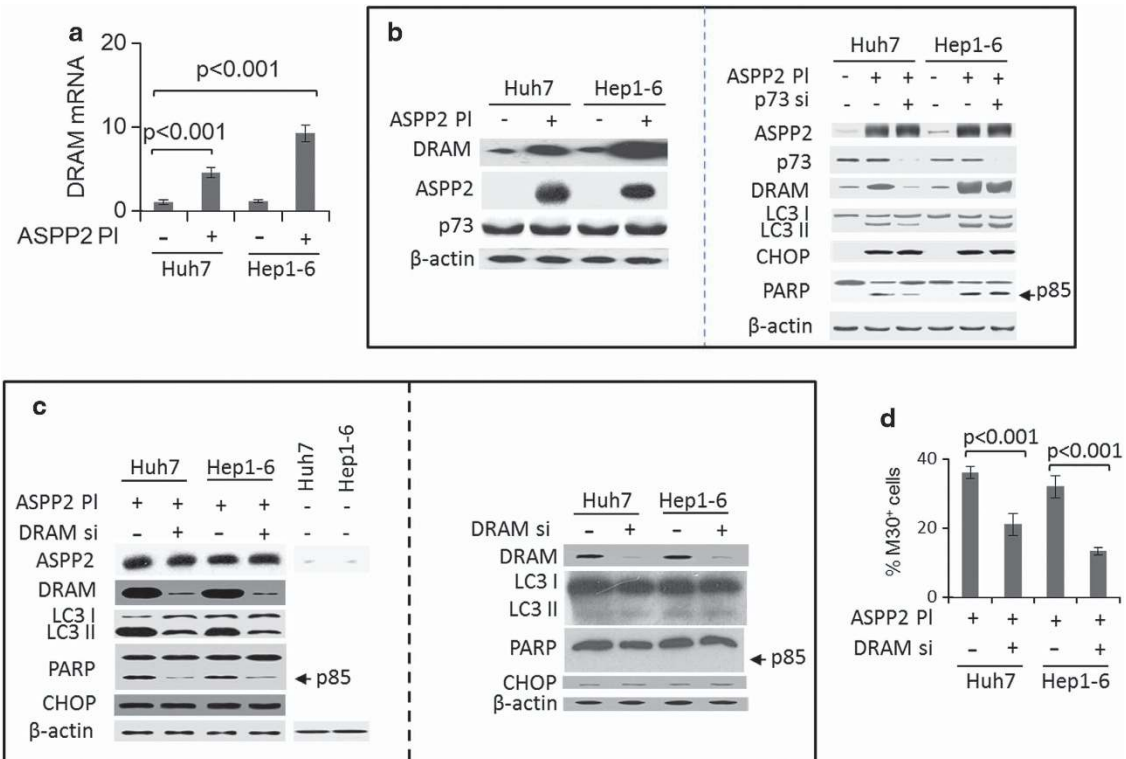 a
DRAM mRNA
20
10
0
p<0.001
p<0.001
ASPP2 Pl - + - +
Huh7 Hep1-6
b
Huh7 Hep1-6
ASPP2 Pl - + - +
DRAM
ASPP2
p73
β-actin
Huh7 Hep1-6
ASPP2 Pl - + + - + +
p73 si - - + - - +
ASPP2
p73
DRAM
LC3 I
LC3 II
CHOP
PARP
p85
β-actin
c
Huh7 Hep1-6 Huh7 Hep1-6
ASPP2 Pl + + + + - -
DRAM si - + - + - -
ASPP2
DRAM
LC3 I
LC3 II
PARP
p85
CHOP
β-actin
Huh7 Hep1-6
DRAM si - + - +
DRAM
LC3 I
LC3 II
PARP
p85
CHOP
β-actin
d
% M30⁺ cells
40
20
0
p<0.001
p<0.001
ASPP2 Pl + + + +
DRAM si - + - +
Huh7 Hep1-6